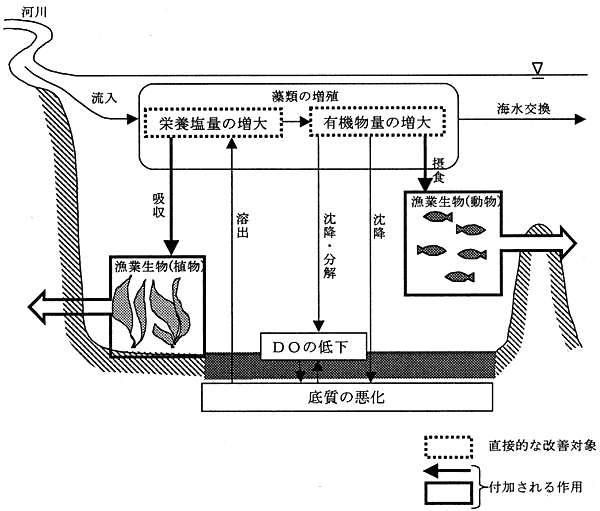 河川
流入
藻類の増殖
栄養塩量の増大
有機物量の増大
海水交換
摂食
吸収
溶出
沈降・分解
沈降
漁業生物(動物)
漁業生物(植物)
DOの低下
底質の悪化
直接的な改善対象
付加される作用